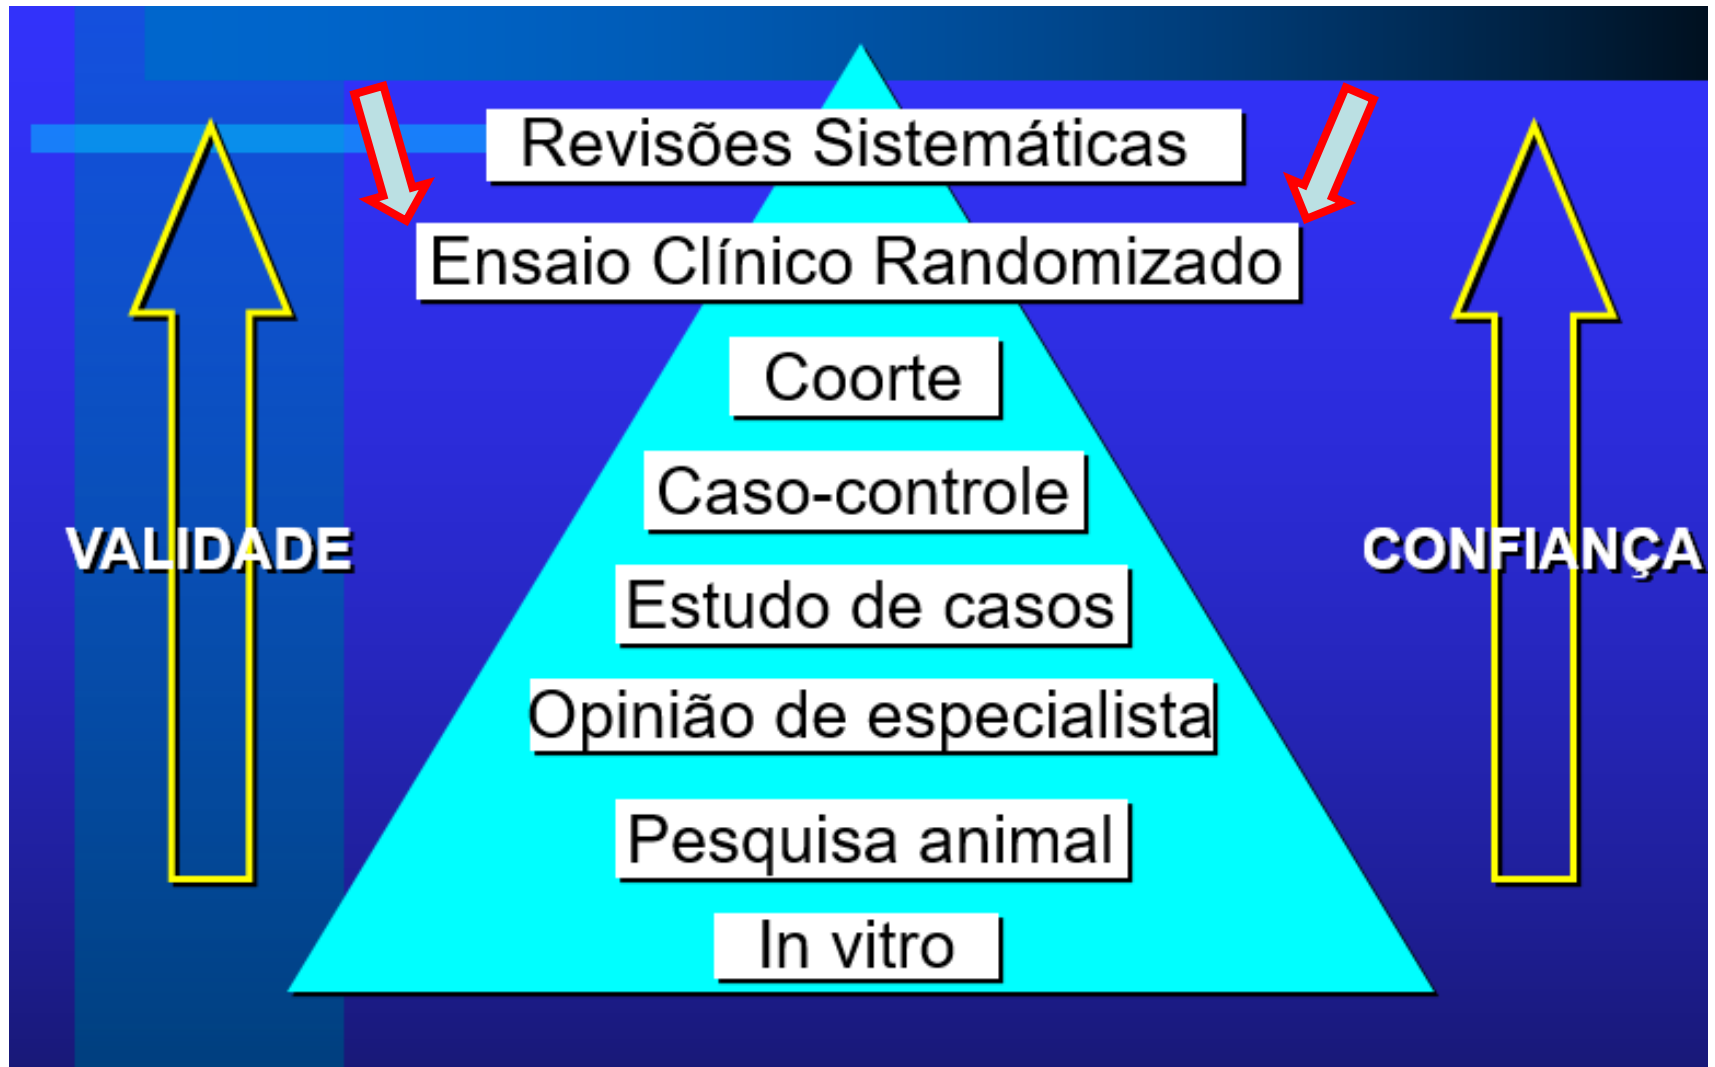 Revisões Sistemáticas
Ensaio Clínico Randomizado
Coorte
Caso-controle
Estudo de casos
Opinião de especialista
Pesquisa animal
In vitro
VALIDADE
CONFIANÇA